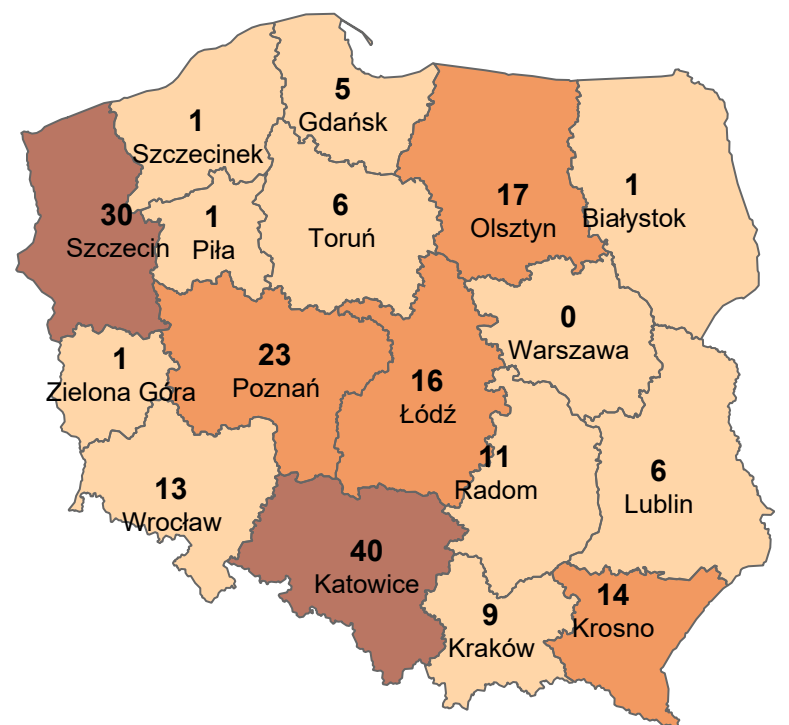 5
Gdańsk
1
Szczecinek
17
Olsztyn
1
Białystok
30
Szczecin
1
Piła
6
Toruń
0
Warszawa
1
Zielona Góra
23
Poznań
16
Łódź
11
Radom
6
Lublin
13
Wrocław
40
Katowice
9
Kraków
14
Krosno